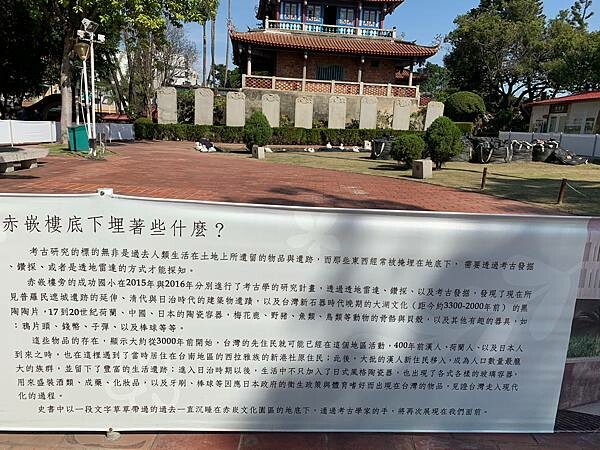 赤嵌樓底下埋著些什麼？
考古研究的標的無非是過去人類生活在土地上所遺留的物品與遺跡，而那些東西經常被掩埋在地底下， 需要透過考古發掘
、鑽探、或者是透地雷達的方式才能探知。
赤嵌樓旁的成功國小在2015年與2016年分別進行了考古學的研究計畫，透過透地雷達、鑽探、以及考古發掘，發現了現在所
見普羅民遮城遺跡的延伸、清代與日治時代的建築物遺蹟，以及台灣新石器時代晚期的大湖文化（距今約3300-2000年前）的黑
陶陶片，17到20世紀荷蘭、中國、日本的陶瓷容器，梅花鹿、野豬、魚類、鳥類等動物的骨骼與貝殼，以及其他有趣的器具，如
：鴉片頭、錢幣、子彈、以及棒球等等。
這些物品的存在，顯示大約從3000年前開始，台灣的先住民就可能已經在這個地區活動，400年前漢人、荷蘭人、以及日本人
到來之時，也在這裡遇到了當時居住在台南地區的西拉雅族的新港社原住民；此後，大批的漢人新住民移入，成為人口數量最龐
大的族群，並留下了豐富的生活遺跡；進入日治時期以後，生活中不只加入了日式風格陶瓷器，也出現了各式各樣的玻璃容器，
用來盛裝酒類、成藥、化妝品，以及牙刷、棒球等因應日本政府的衛生政策與體育嗜好而出現在台灣的物品，見證台灣走入現代
化的過程。
史書中以一段文字草草帶過的過去一直沉睡在赤崁文化園區的地底下，透過考古學家的手，將再次展現在我們面前。